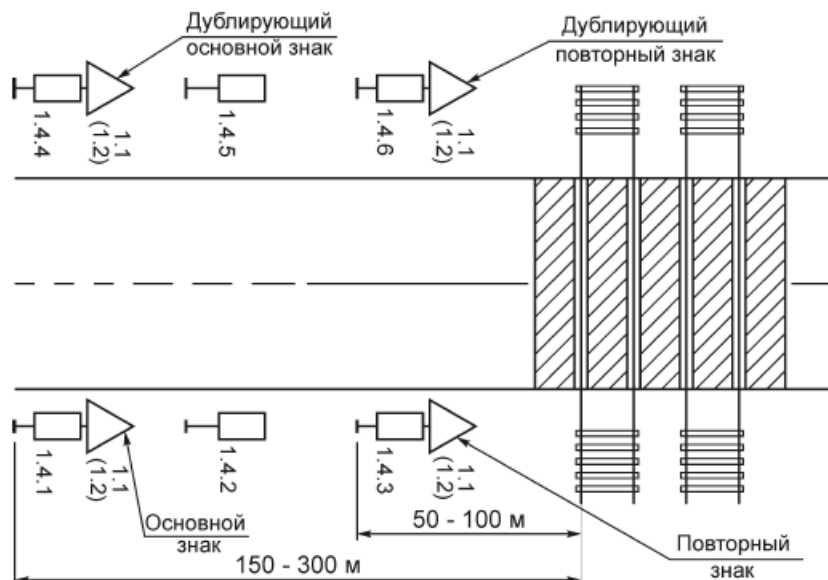 Дублирующий
основной знак
Дублирующий
повторный знак
1.4.4
1.1
(1.2)
1.4.5
1.4.6
1.1
(1.2)
1.4.1
1.1
(1.2)
1.4.2
1.4.3
1.1
(1.2)
Основной
знак
50 - 100 м
Повторный
знак
150 - 300 м